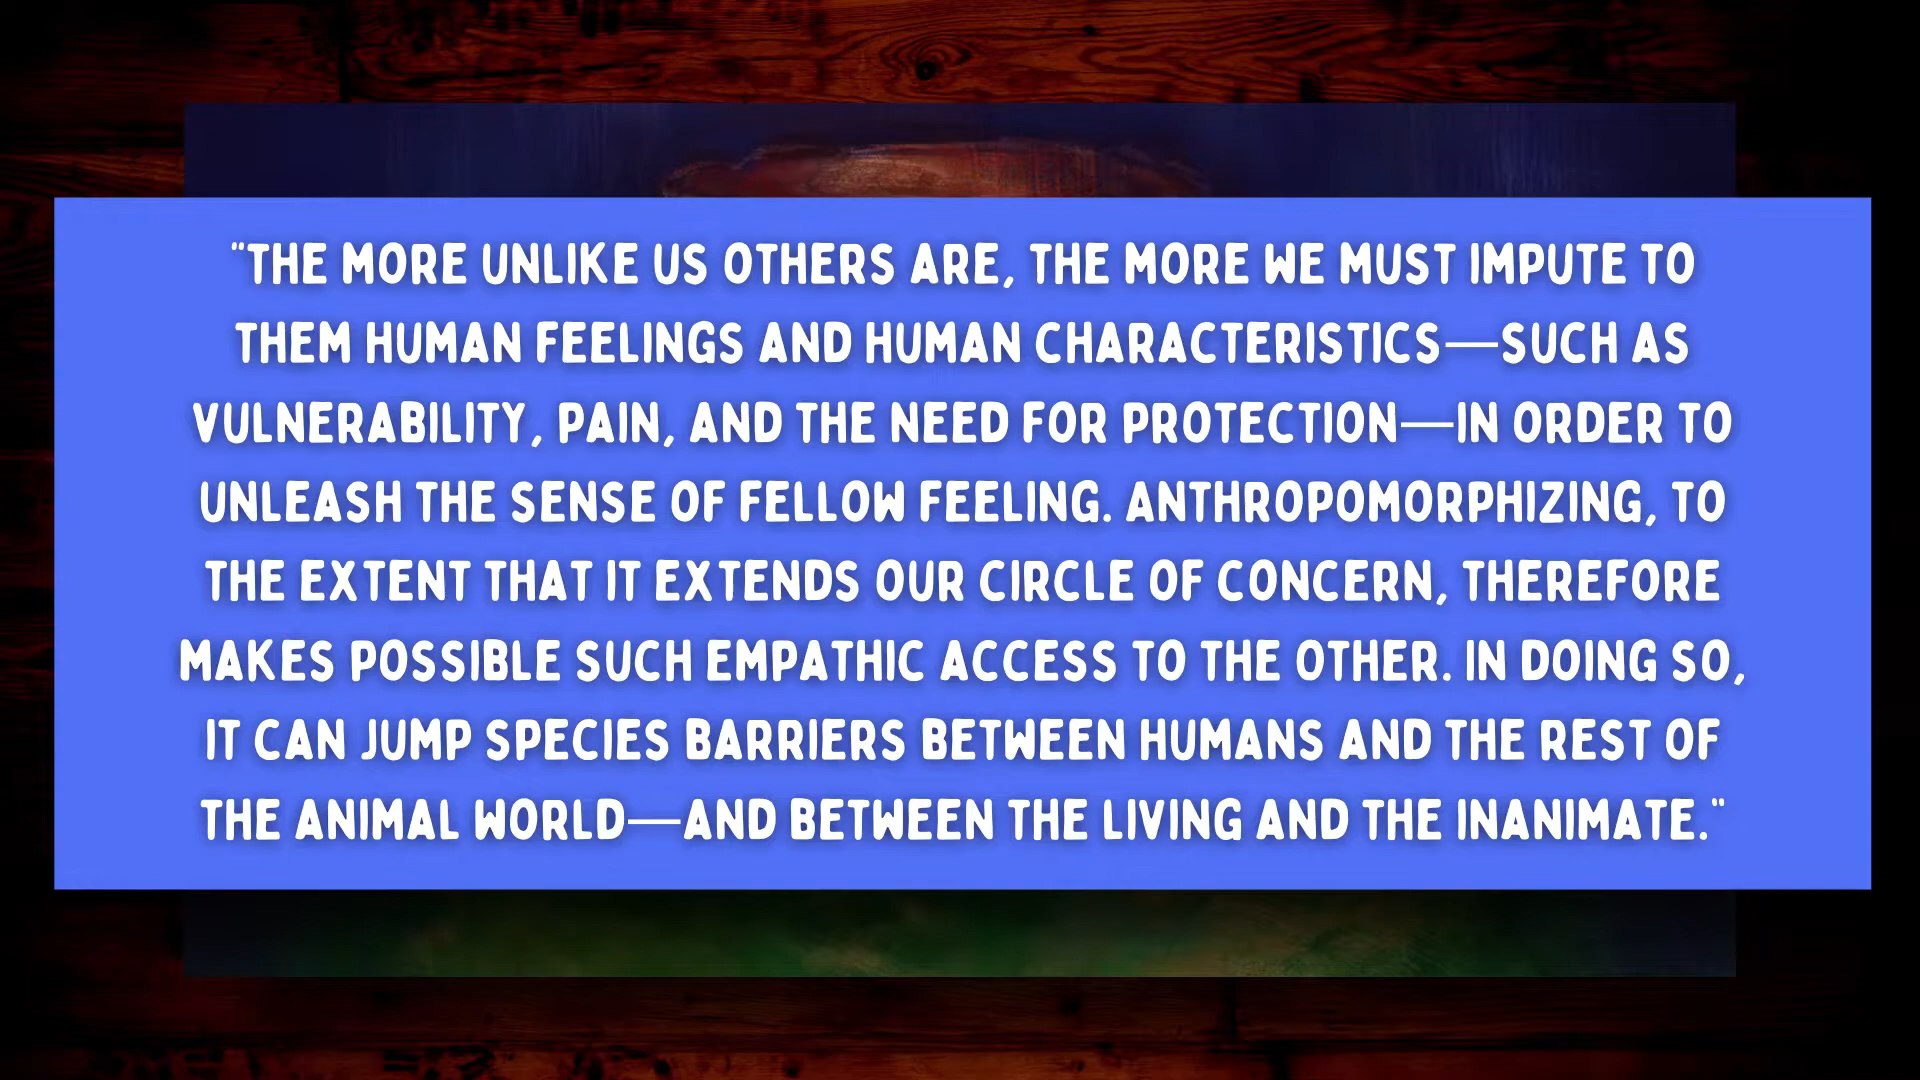 "THE MORE UNLIKE US OTHERS ARE, THE MORE WE MUST IMPUTE TO
THEM HUMAN FEELINGS AND HUMAN CHARACTERISTICS—SUCH AS
VULNERABILITY, PAIN, AND THE NEED FOR PROTECTION—IN ORDER TO
UNLEASH THE SENSE OF FELLOW FEELING. ANTHROPOMORPHIZING, TO
THE EXTENT THAT IT EXTENDS OUR CIRCLE OF CONCERN, THEREFORE
MAKES POSSIBLE SUCH EMPATHIC ACCESS TO THE OTHER. IN DOING SO,
IT CAN JUMP SPECIES BARRIERS BETWEEN HUMANS AND THE REST OF
THE ANIMAL WORLD—AND BETWEEN THE LIVING AND THE INANIMATE."